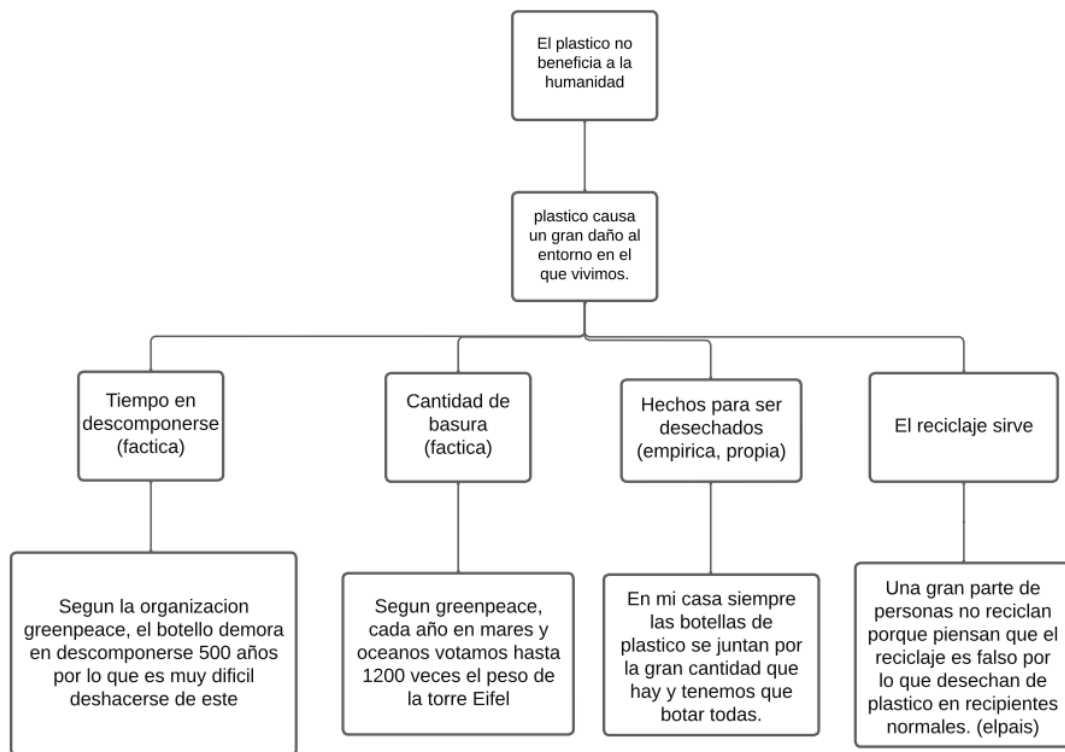 El plastico no
beneficia a la
humanidad
plastico causa
un gran daño al
entorno en el
que vivimos.
Tiempo en
descomponerse
(factica)
Cantidad de
basura
(factica)
Hechos para ser
desechados
(empirica, propia)
El reciclaje sirve
Segun la organizacion
greenpeace, el botello demora
en descomponerse 500 años
por lo que es muy dificil
deshacerse de este
Segun greenpeace,
cada año en mares y
oceanos votamos hasta
1200 veces el peso de
la torre Eifel
En mi casa siempre
las botellas de
plastico se juntan por
la gran cantidad que
hay y tenemos que
botar todas.
Una gran parte de
personas no reciclan
porque piensan que el
reciclaje es falso por
lo que desechan de
plastico en recipientes
normales. (elpais)